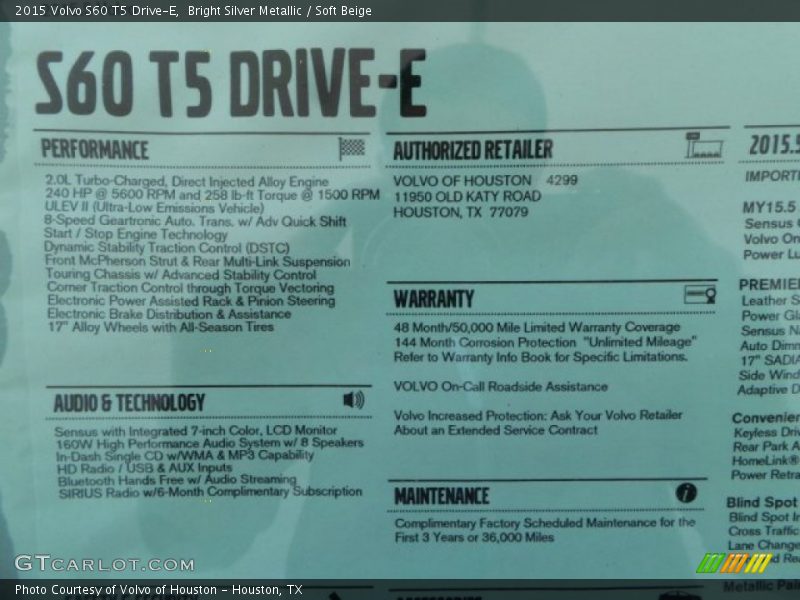 2015 Volvo S60 T5 Drive-E,  Bright Silver Metallic / Soft Beige
S60 T5 DRIVE-E
PERFORMANCE
2.0L Turbo-Charged, Direct Injected Alloy Engine
240 HP @ 5600 RPM and 258 lb-ft Torque @ 1500 RPM
ULEV II (Ultra-Low Emissions Vehicle)
8-Speed Geartronic Auto. Trans. w/ Adv Quick Shift
Start / Stop Engine Technology
Dynamic Stability Traction Control (DSTC)
Front McPherson Strut & Rear Multi-Link Suspension
Touring Chassis w/ Advanced Stability Control
Corner Traction Control through Torque Vectoring
Electronic Power Assisted Rack & Pinion Steering
Electronic Brake Distribution & Assistance
17" Alloy Wheels with All-Season Tires
AUDIO & TECHNOLOGY
Sensus with Integrated 7-inch Color, LCD Monitor
160W High Performance Audio System w/ 8 Speakers
In-Dash Single CD w/WMA & MP3 Capability
HD Radio / USB & AUX Inputs
Bluetooth Hands Free w/ Audio Streaming
SIRIUS Radio w/6-Month Complimentary Subscription
AUTHORIZED RETAILER
VOLVO OF HOUSTON    4299
11950 OLD KATY ROAD
HOUSTON, TX  77079
WARRANTY
48 Month/50,000 Mile Limited Warranty Coverage
144 Month Corrosion Protection  "Unlimited Mileage"
Refer to Warranty Info Book for Specific Limitations.
VOLVO On-Call Roadside Assistance
Volvo Increased Protection: Ask Your Volvo Retailer
About an Extended Service Contract
MAINTENANCE
Complimentary Factory Scheduled Maintenance for the
First 3 Years or 36,000 Miles
2015.5
IMPORT
MY15.5
Sensus
Volvo On
Power Lu
PREMIE
Leather S
Power Gla
Sensus N
Auto Dimm
17" SADIA
Side Wind
Adaptive D
Convenien
Keyless Driv
Rear Park A
HomeLink®
Power Retra
Blind Spot
Blind Spot In
Cross Traffic
Lane Change
Metallic Pai
GTCARLOT.COM
Photo Courtesy of Volvo of Houston - Houston, TX